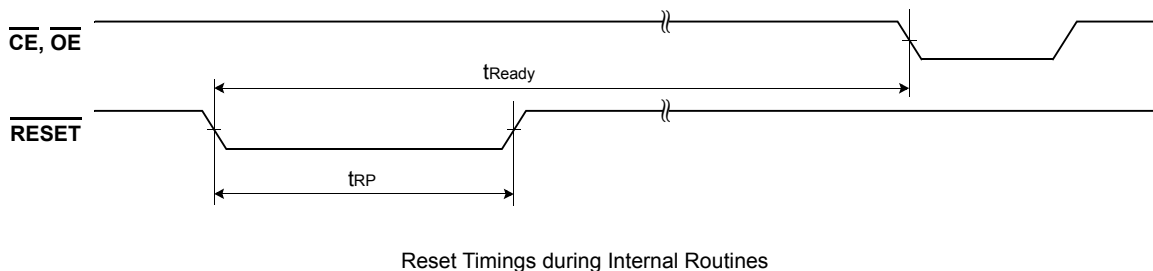 CE, OE
tReady
RESET
tRP
Reset Timings during Internal Routines